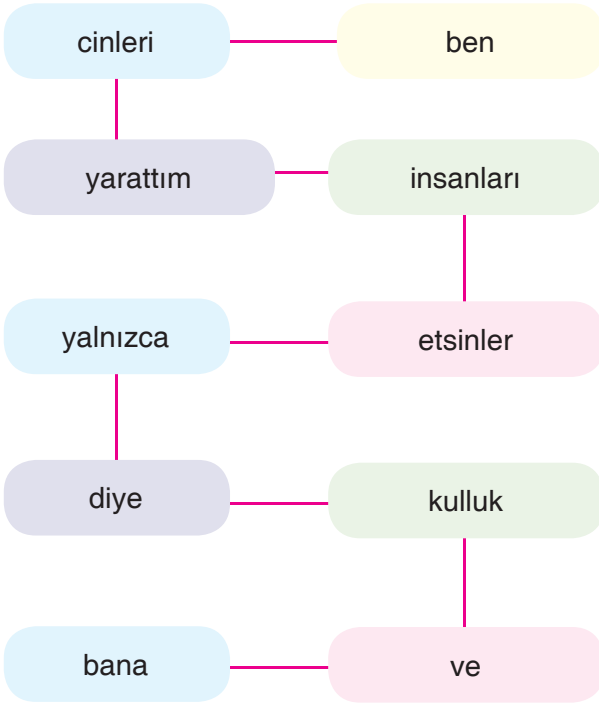 cinleri ben
yarattım insanları
yalnızca etsinler
diye kulluk
bana ve